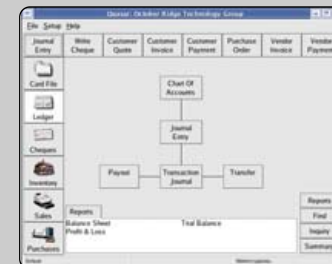 Quasar: October Ridge Technology Group
File Setup Help
Journal Entry
Write Cheque
Customer Quote
Customer Invoice
Customer Payment
Purchase Order
Vendor Invoice
Vendor Payment
Card File
Ledger
Cheques
Inventory
Sales
Purchases
Chart Of Accounts
Journal Entry
Payout
Transaction Journal
Transfer
Reports
Balance Sheet
Trial Balance
Profit & Loss
Reports
Find
Inquiry
Summary